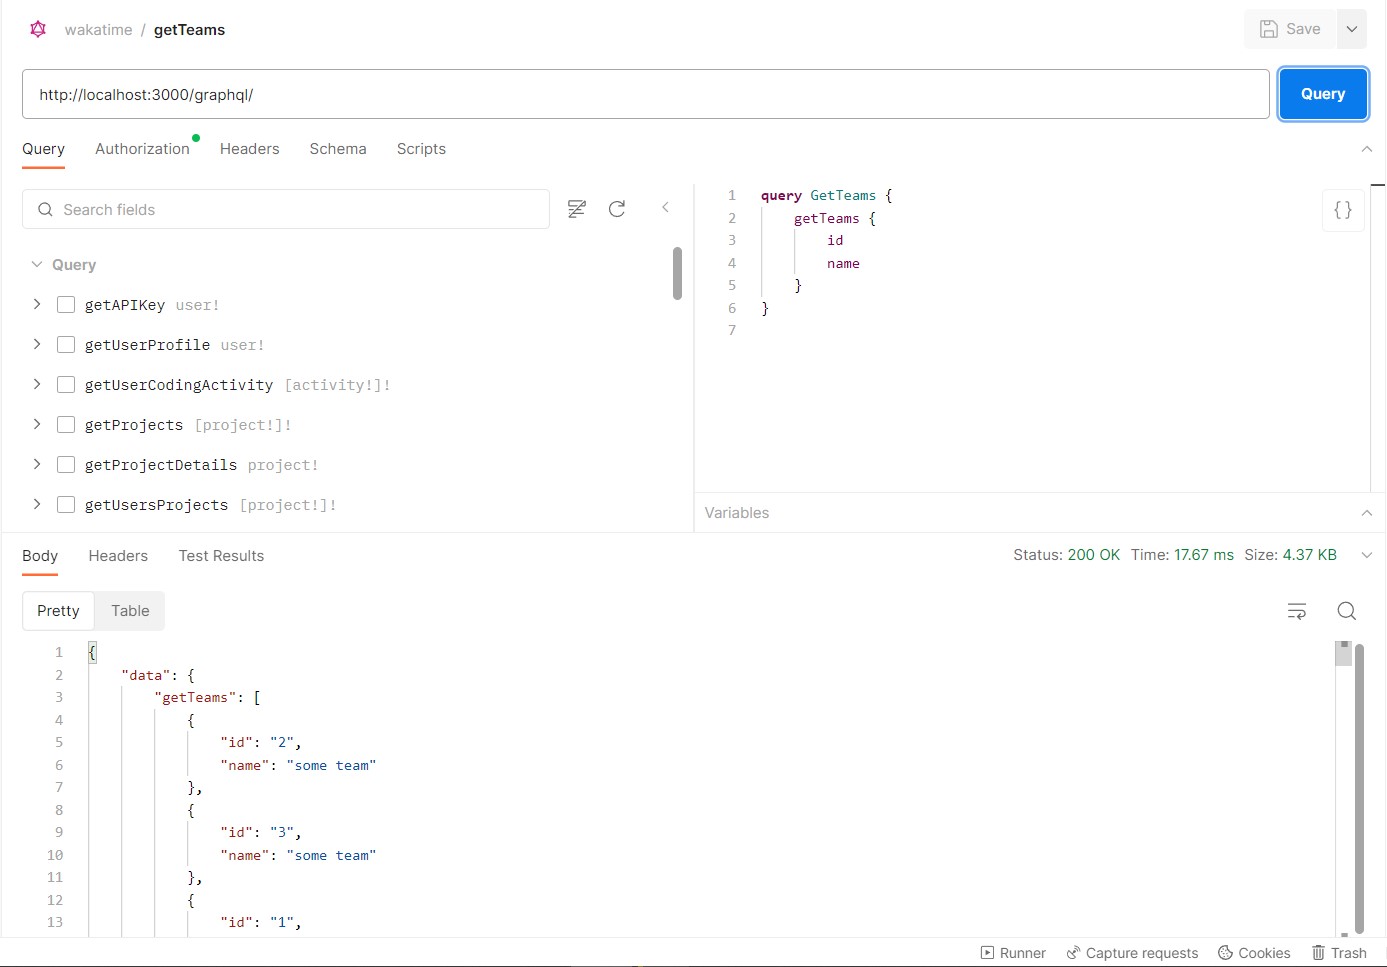 wakatime / getTeams
Save
http://localhost:3000/graphql/
Query
Query Authorization Headers Schema Scripts
Search fields
Query
getAPIKey user!
getUserProfile user!
getUserCodingActivity [activity!]!
getProjects [project!]!
getProjectDetails project!
getUsersProjects [project!]!
1 query GetTeams {
2 getTeams {
3 id
4 name
5 }
6 }
7
{}
Variables
Body Headers Test Results
Status: 200 OK Time: 17.67 ms Size: 4.37 KB
Pretty Table
1 {
2 "data": {
3 "getTeams": [
4 {
5 "id": "2",
6 "name": "some team"
7 },
8 {
9 "id": "3",
10 "name": "some team"
11 },
12 {
13 "id": "1",
Runner Capture requests Cookies Trash